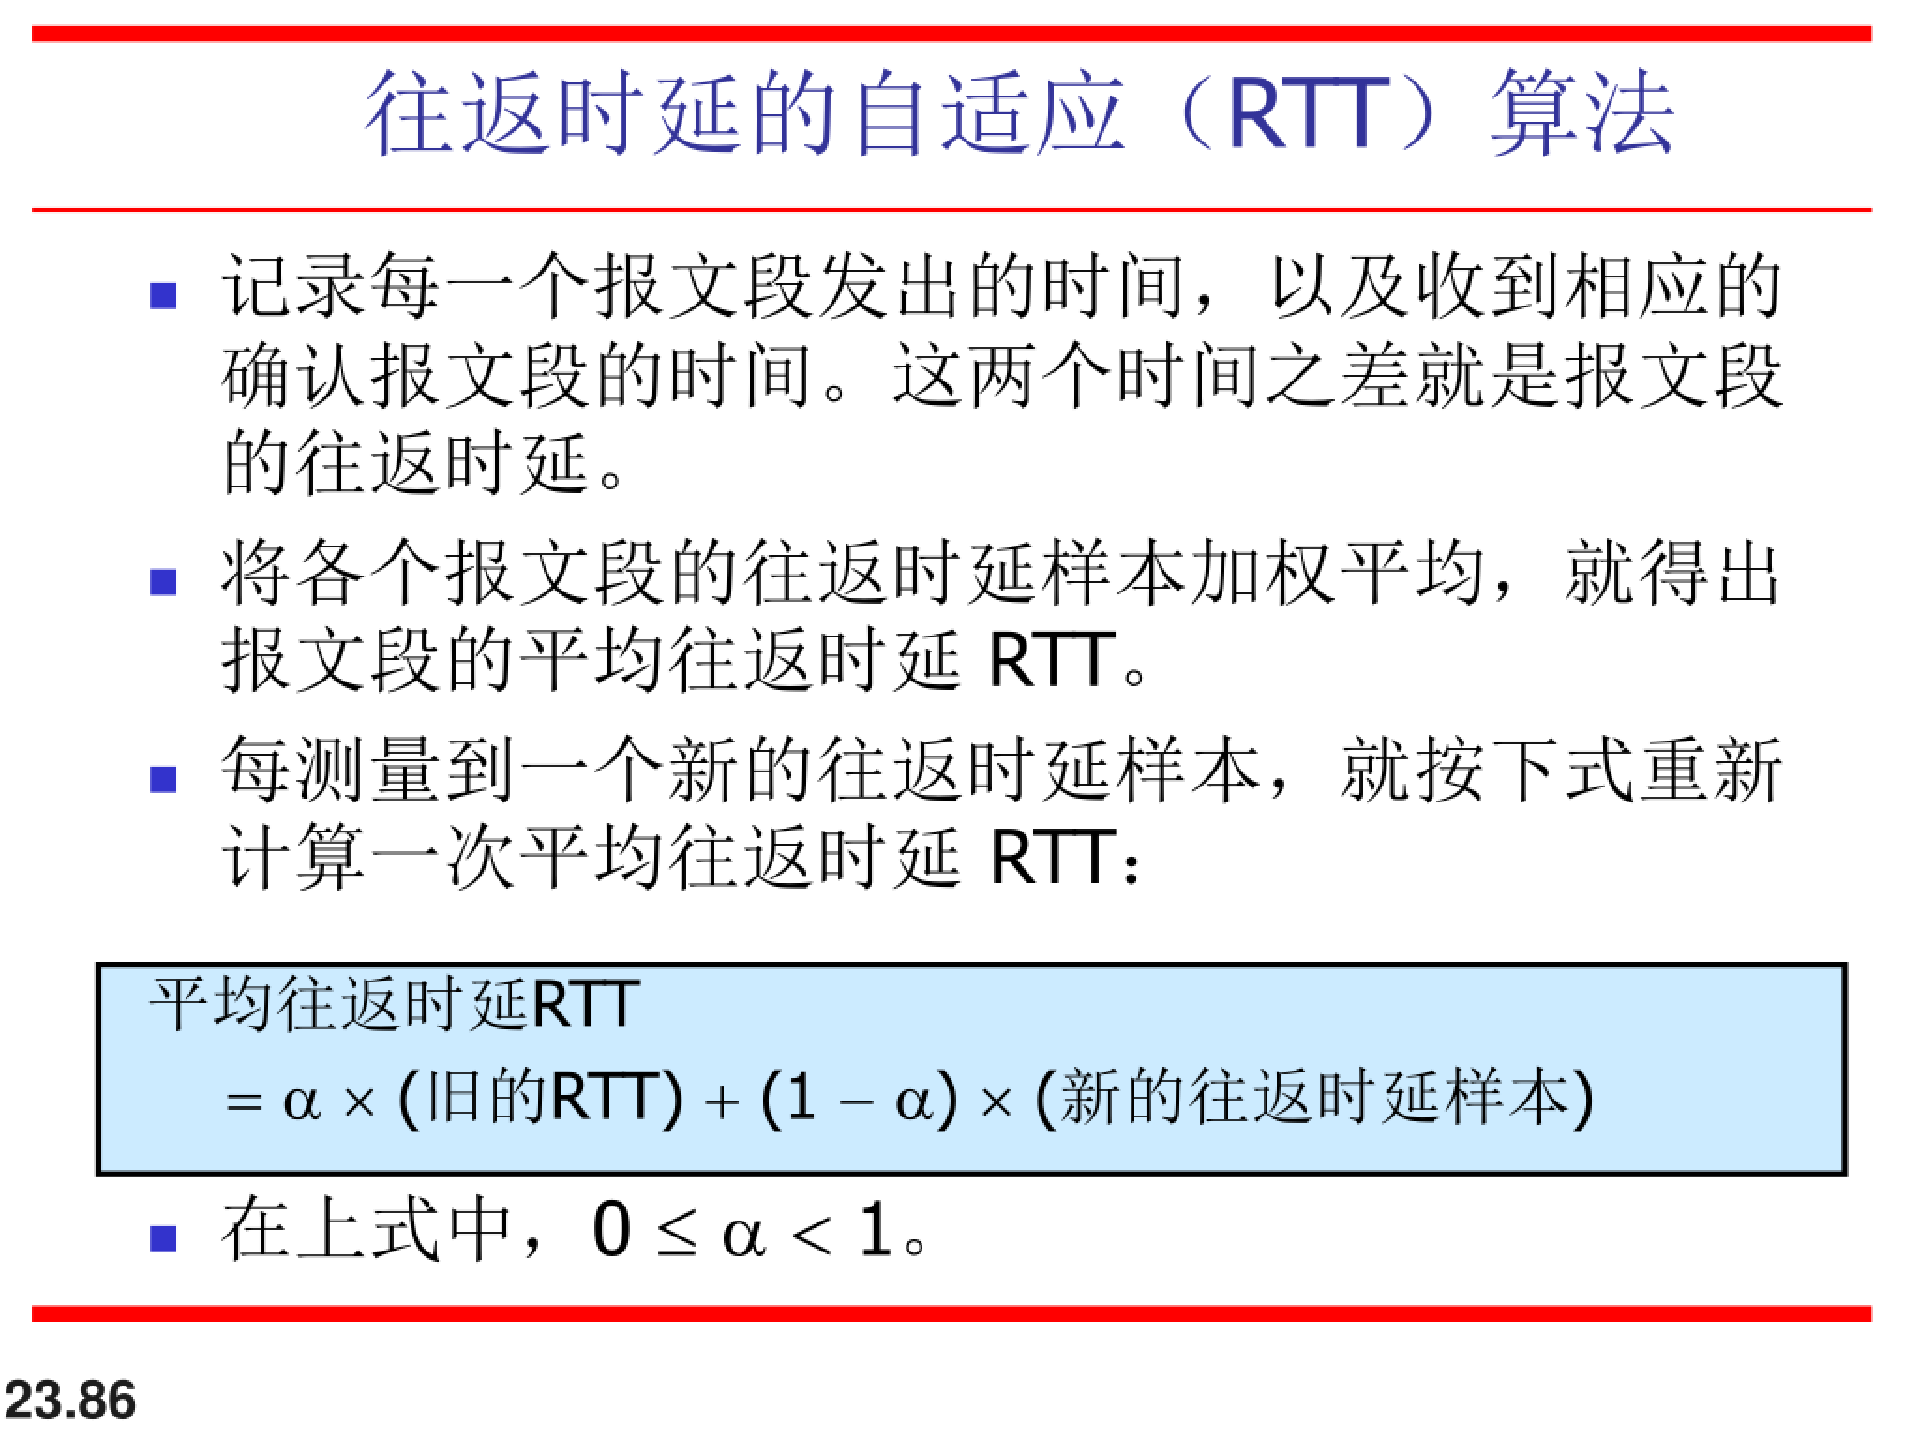 往返时延的自适应（RTT）算法
记录每一个报文段发出的时间，以及收到相应的
确认报文段的时间。这两个时间之差就是报文段
的往返时延。
将各个报文段的往返时延样本加权平均，就得出
报文段的平均往返时延 RTT。
每测量到一个新的往返时延样本，就按下式重新
计算一次平均往返时延 RTT：
平均往返时延RTT
= α × (旧的RTT) + (1 − α) × (新的往返时延样本)
在上式中，0 ≤ α < 1。
23.86